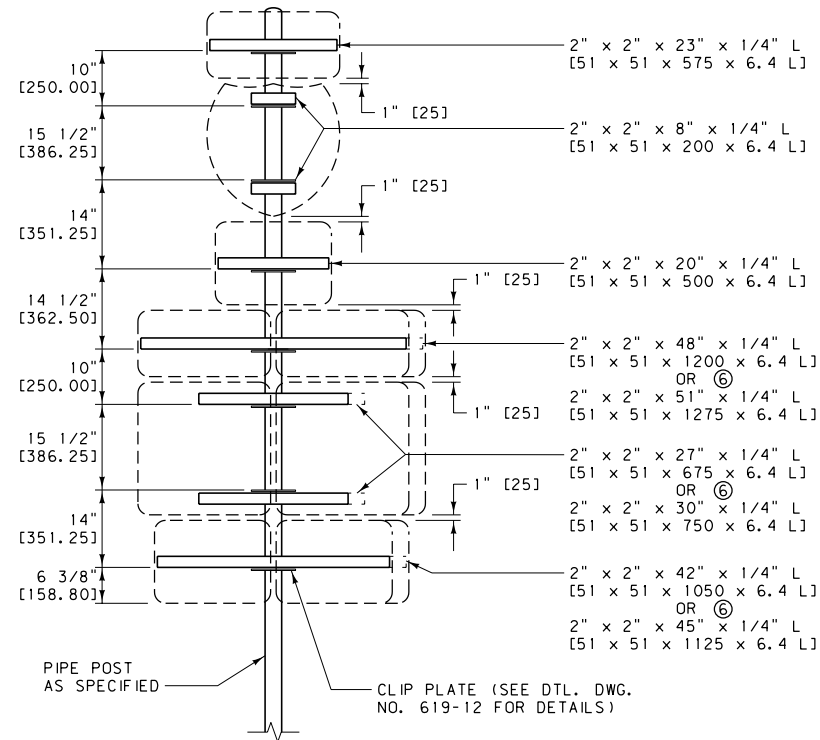 10"
[250.00]
15 1/2"
[386.25]
14"
[351.25]
14 1/2"
[362.50]
10"
[250.00]
15 1/2"
[386.25]
14"
[351.25]
6 3/8"
[158.80]
1" [25]
1" [25]
1" [25]
1" [25]
1" [25]
2" x 2" x 23" x 1/4" L
[51 x 51 x 575 x 6.4 L]
2" x 2" x 8" x 1/4" L
[51 x 51 x 200 x 6.4 L]
2" x 2" x 20" x 1/4" L
[51 x 51 x 500 x 6.4 L]
2" x 2" x 48" x 1/4" L
[51 x 51 x 1200 x 6.4 L]
OR ⑥
2" x 2" x 51" x 1/4" L
[51 x 51 x 1275 x 6.4 L]
2" x 2" x 27" x 1/4" L
[51 x 51 x 675 x 6.4 L]
OR ⑥
2" x 2" x 30" x 1/4" L
[51 x 51 x 750 x 6.4 L]
2" x 2" x 42" x 1/4" L
[51 x 51 x 1050 x 6.4 L]
OR ⑥
2" x 2" x 45" x 1/4" L
[51 x 51 x 1125 x 6.4 L]
PIPE POST
AS SPECIFIED
CLIP PLATE (SEE DTL. DWG.
NO. 619-12 FOR DETAILS)